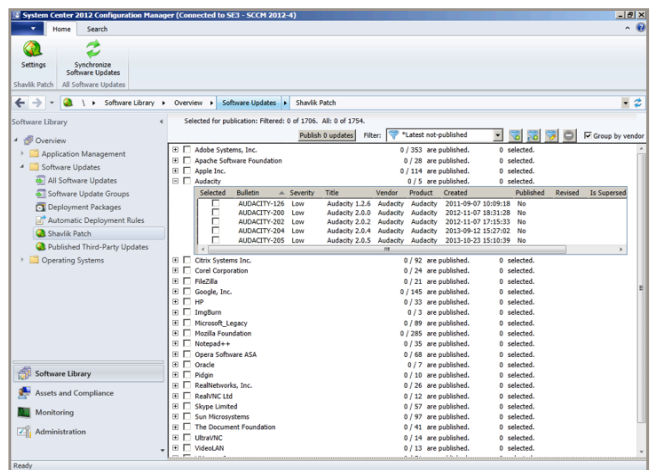 System Center 2012 Configuration Manager (Connected to SE3 - SCCM 2012-4)
Home Search
Settings
Synchronize
Software Updates
Shavlik Patch All Software Updates
\ Software Library Overview Software Updates Shavlik Patch
Software Library
Overview
Application Management
Software Updates
All Software Updates
Software Update Groups
Deployment Packages
Automatic Deployment Rules
Shavlik Patch
Published Third-Party Updates
Operating Systems
Software Library
Assets and Compliance
Monitoring
Administration
Selected for publication: Filtered: 0 of 1706. All: 0 of 1754.
Publish 0 updates Filter: *Latest not-published Group by vendor
Adobe Systems, Inc. 0 / 353 are published. 0 selected.
Apache Software Foundation 0 / 28 are published. 0 selected.
Apple Inc. 0 / 114 are published. 0 selected.
Audacity 0 / 5 are published. 0 selected.
Selected Bulletin Severity Title Vendor Product Created Published Revised Is Supersed
AUDACITY-126 Low Audacity 1.2.6 Audacity Audacity 2011-09-07 10:09:18 No
AUDACITY-200 Low Audacity 2.0.0 Audacity Audacity 2012-11-07 18:31:28 No
AUDACITY-202 Low Audacity 2.0.2 Audacity Audacity 2012-11-07 17:15:33 No
AUDACITY-204 Low Audacity 2.0.4 Audacity Audacity 2013-09-12 15:27:02 No
AUDACITY-205 Low Audacity 2.0.5 Audacity Audacity 2013-10-23 15:10:39 No
Citrix Systems Inc. 0 / 92 are published. 0 selected.
Corel Corporation 0 / 24 are published. 0 selected.
FileZilla 0 / 21 are published. 0 selected.
Google, Inc. 0 / 145 are published. 0 selected.
HP 0 / 33 are published. 0 selected.
ImgBurn 0 / 3 are published. 0 selected.
Microsoft_Legacy 0 / 89 are published. 0 selected.
Mozilla Foundation 0 / 285 are published. 0 selected.
Notepad++ 0 / 35 are published. 0 selected.
Opera Software ASA 0 / 68 are published. 0 selected.
Oracle 0 / 7 are published. 0 selected.
Pidgin 0 / 10 are published. 0 selected.
RealNetworks, Inc. 0 / 26 are published. 0 selected.
RealVNC Ltd 0 / 12 are published. 0 selected.
Skype Limited 0 / 57 are published. 0 selected.
Sun Microsystems 0 / 97 are published. 0 selected.
The Document Foundation 0 / 41 are published. 0 selected.
UltraVNC 0 / 14 are published. 0 selected.
VideoLAN 0 / 13 are published. 0 selected.
Ready